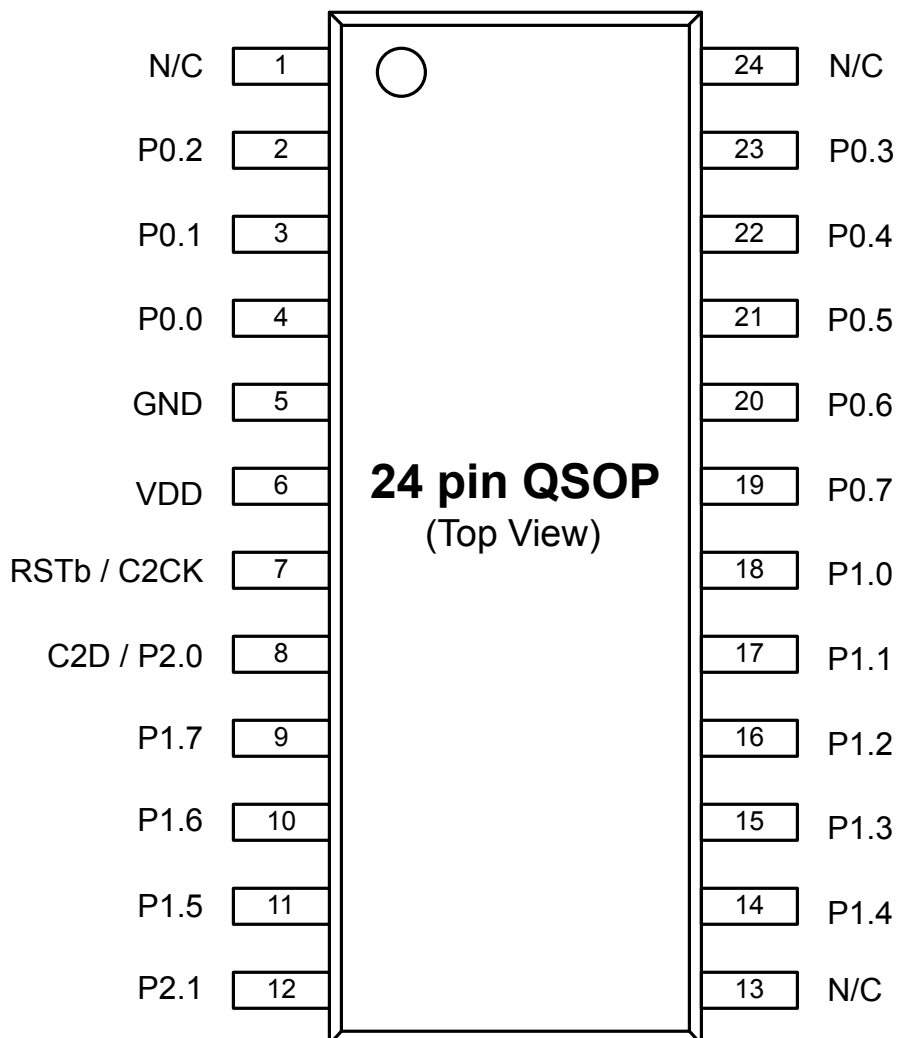 N/C 1 24 N/C
P0.2 2 23 P0.3
P0.1 3 22 P0.4
P0.0 4 21 P0.5
GND 5 20 P0.6
VDD 6 24 pin QSOP 19 P0.7
(Top View)
RSTb / C2CK 7 18 P1.0
C2D / P2.0 8 17 P1.1
P1.7 9 16 P1.2
P1.6 10 15 P1.3
P1.5 11 14 P1.4
P2.1 12 13 N/C